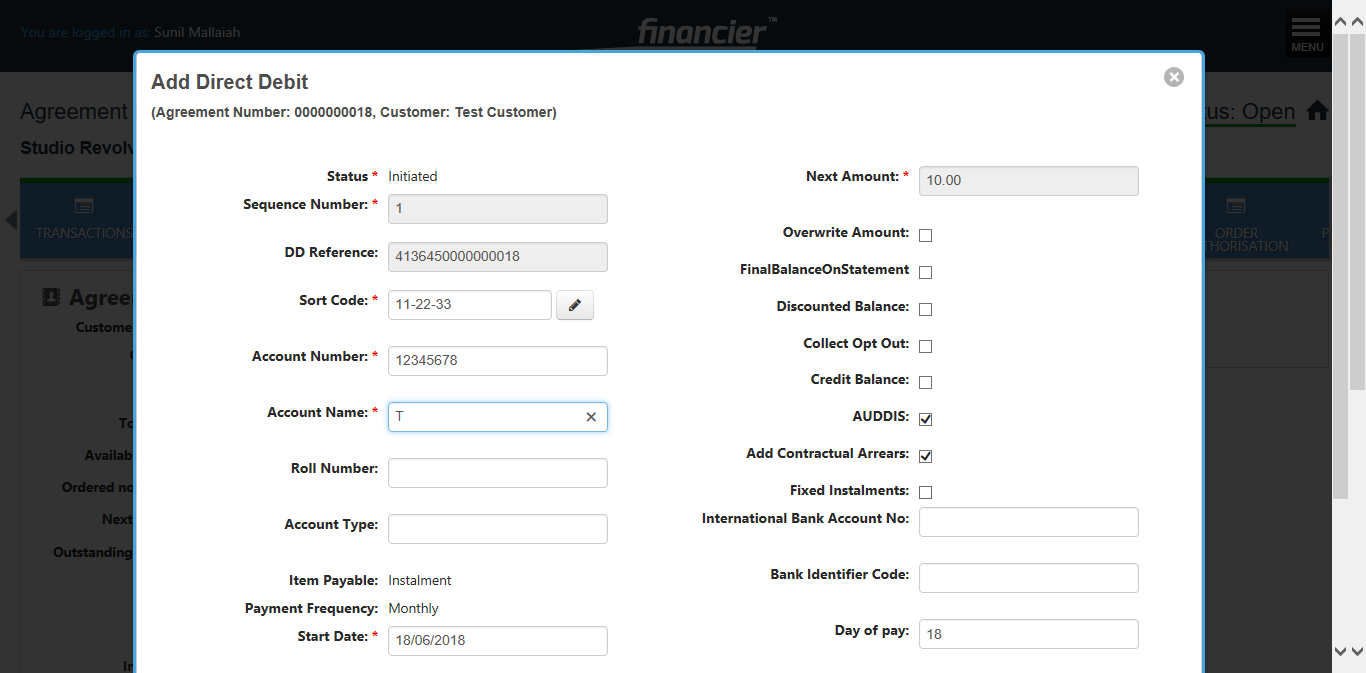 You are logged in as: Sunil Mallaiah
financier™
MENU
Add Direct Debit
(Agreement Number: 0000000018, Customer: Test Customer)
Agreement
tus: Open
Studio Revolv
TRANSACTIONS
ORDER
THORISATION
P
Agree
Custome
To
Availab
Ordered no
Next
Outstanding
In
Status * Initiated
Sequence Number: * 1
DD Reference: 4136450000000018
Sort Code: * 11-22-33
Account Number: * 12345678
Account Name: * T
Roll Number:
Account Type:
Item Payable: Instalment
Payment Frequency: Monthly
Start Date: * 18/06/2018
Next Amount: * 10.00
Overwrite Amount:
FinalBalanceOnStatement
Discounted Balance:
Collect Opt Out:
Credit Balance:
AUDDIS:
Add Contractual Arrears:
Fixed Instalments:
International Bank Account No:
Bank Identifier Code:
Day of pay: 18